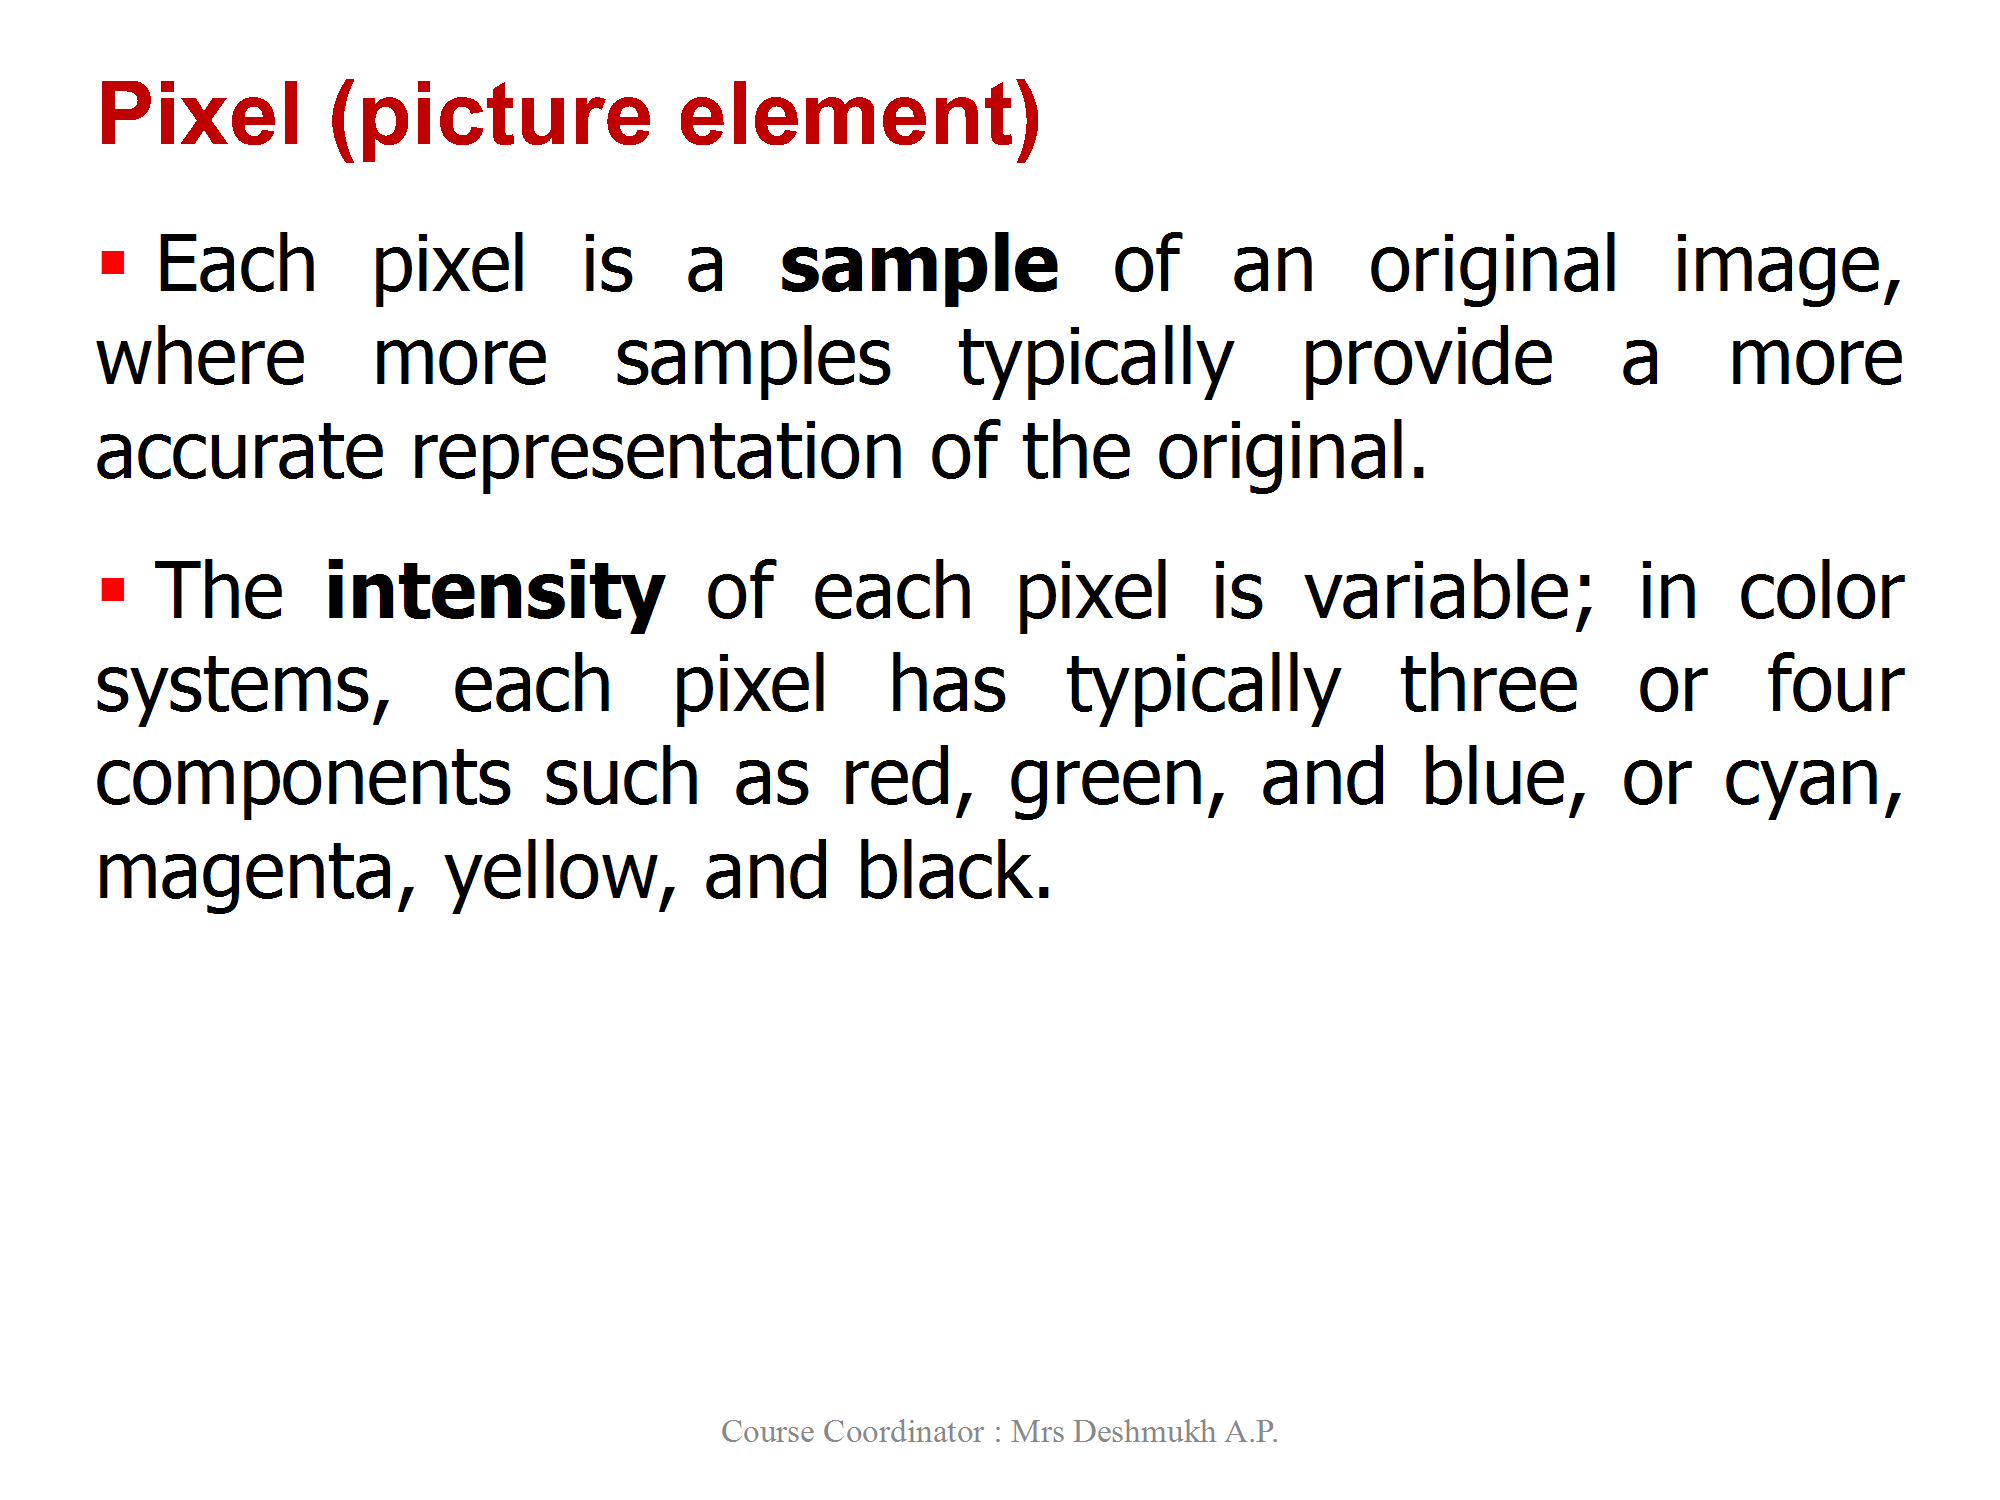 Pixel (picture element)
▪ Each pixel is a sample of an original image,
where more samples typically provide a more
accurate representation of the original.
▪ The intensity of each pixel is variable; in color
systems, each pixel has typically three or four
components such as red, green, and blue, or cyan,
magenta, yellow, and black.
Course Coordinator : Mrs Deshmukh A.P.